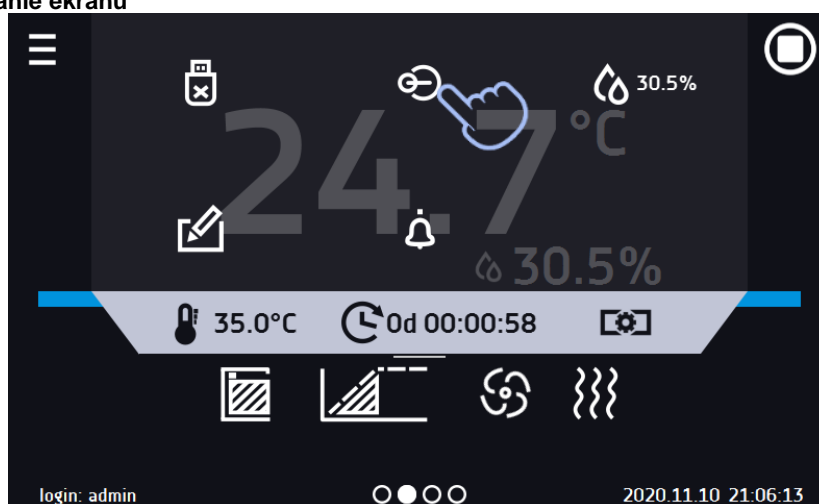 anie ekranu
30.5%
24.7°C
30.5%
35.0°C
0d 00:00:58
login: admin
2020.11.10 21:06:13